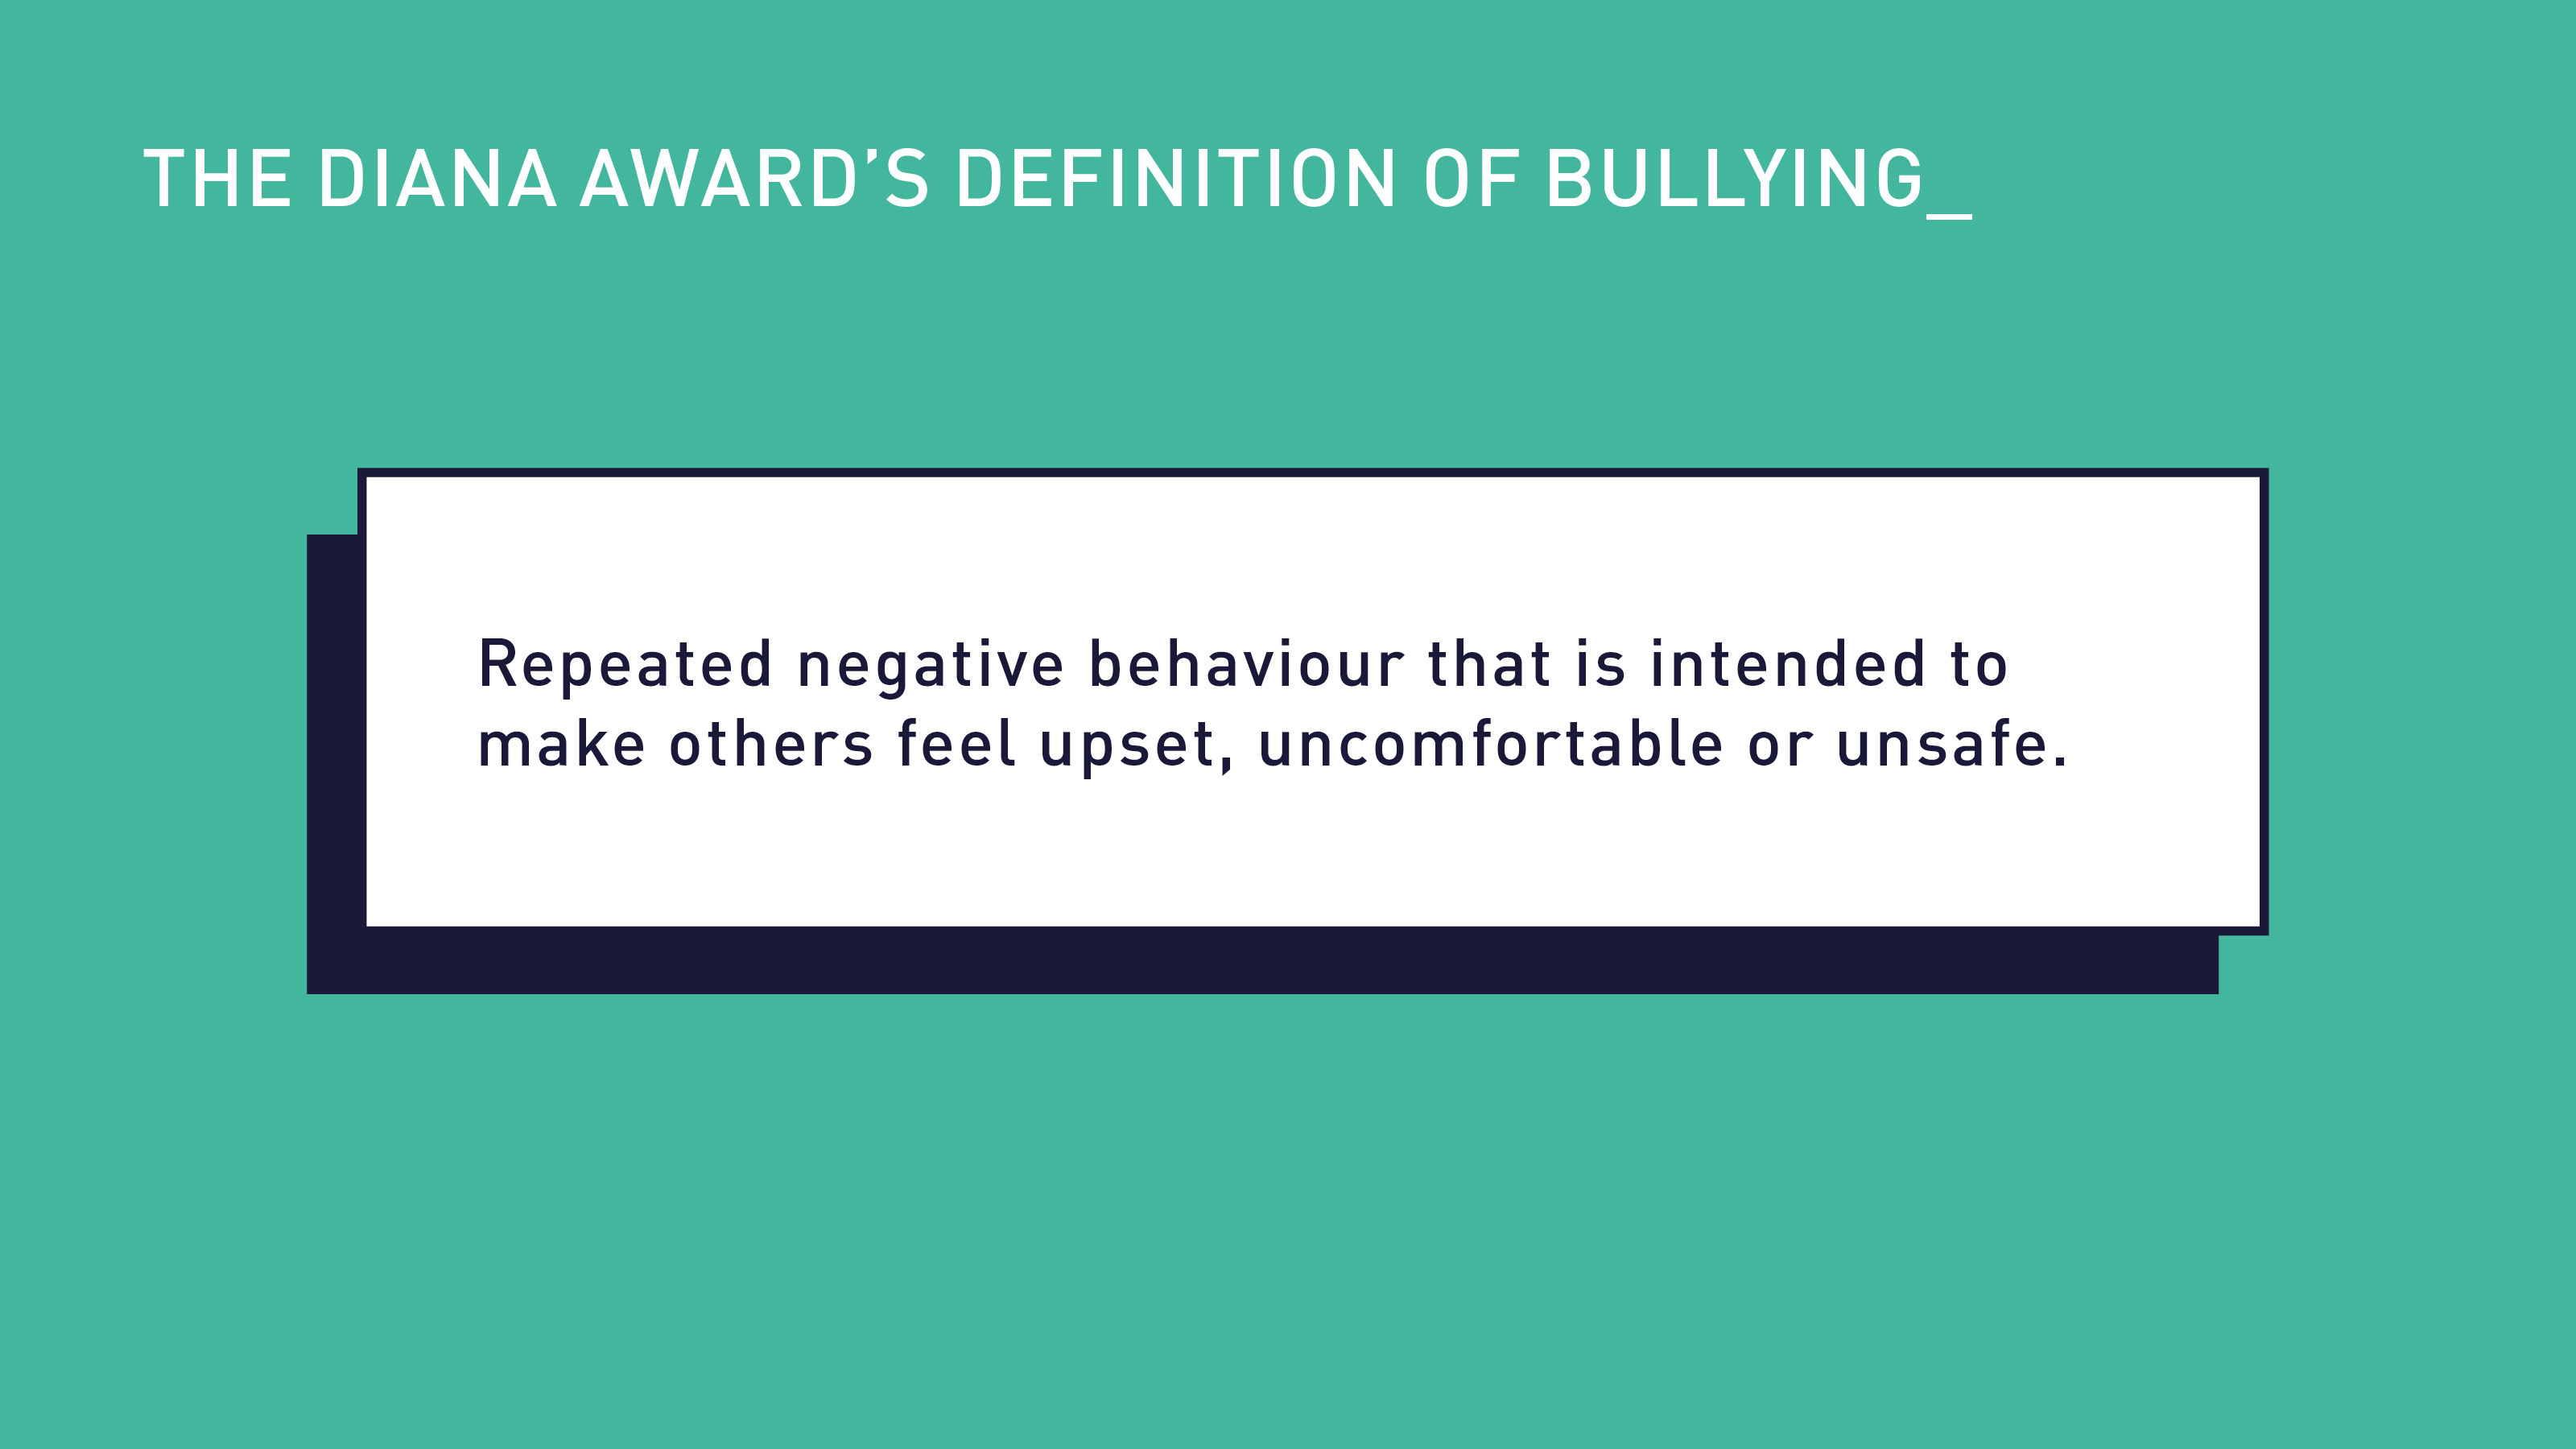 THE DIANA AWARD’S DEFINITION OF BULLYING_
Repeated negative behaviour that is intended to
make others feel upset, uncomfortable or unsafe.